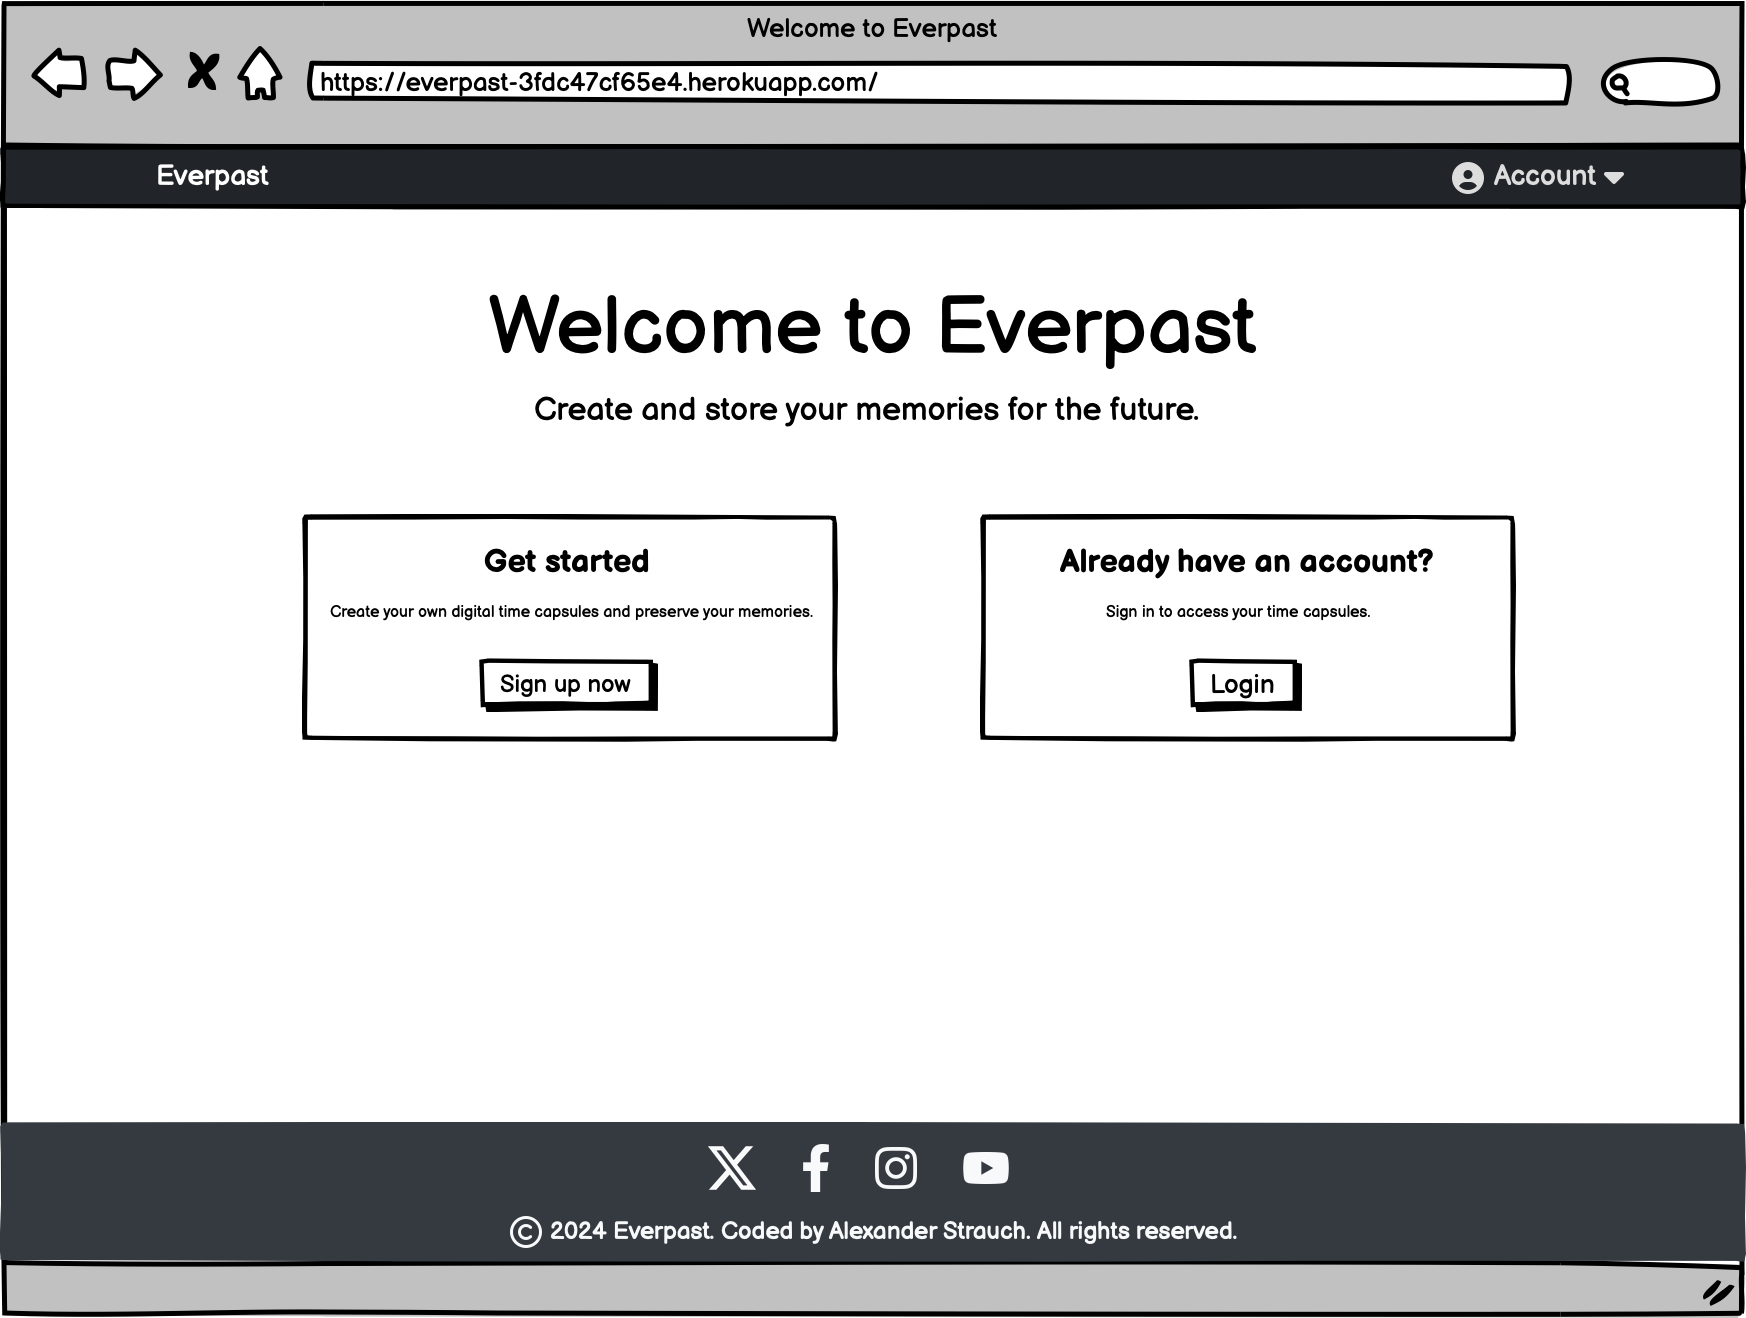 Welcome to Everpast
https://everpast-3fdc47cf65e4.herokuapp.com/
Everpast
Account
Welcome to Everpast
Create and store your memories for the future.
Get started
Create your own digital time capsules and preserve your memories.
Sign up now
Already have an account?
Sign in to access your time capsules.
Login
© 2024 Everpast. Coded by Alexander Strauch. All rights reserved.